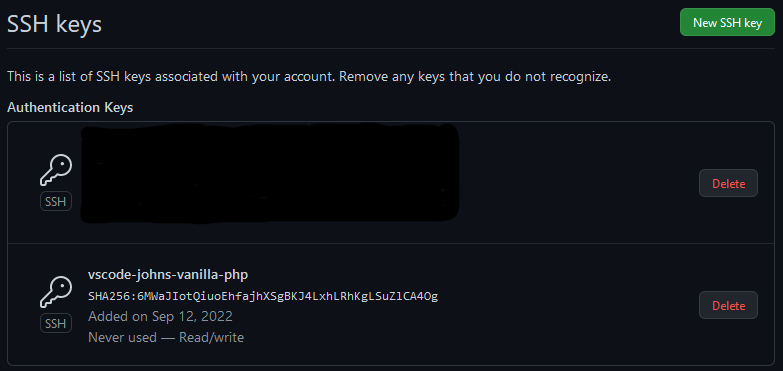 SSH keys
New SSH key
This is a list of SSH keys associated with your account. Remove any keys that you do not recognize.
Authentication Keys
SSH
Delete
vscode-johns-vanilla-php
SHA256:6MWaJIotQiuoEhfajhXSgBKJ4LxhLRhKgLSuZlCA4Og
Added on Sep 12, 2022
Never used — Read/write
SSH
Delete